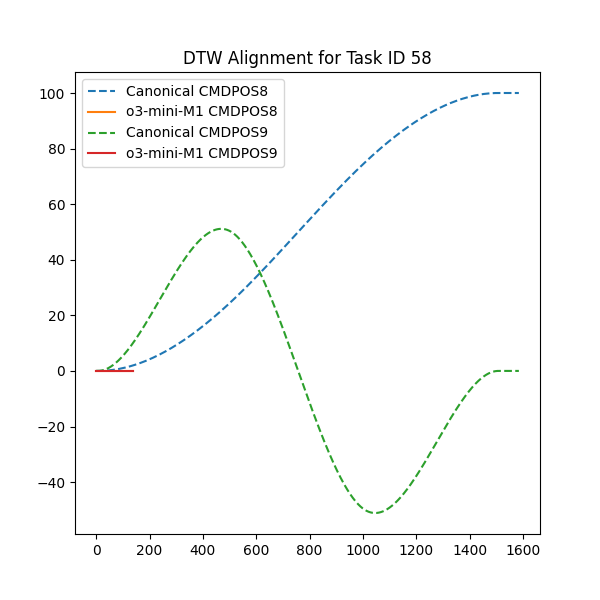 DTW Alignment for Task ID 58
Canonical CMDPOS8
o3-mini-M1 CMDPOS8
Canonical CMDPOS9
o3-mini-M1 CMDPOS9
100
80
60
40
20
0
−20
−40
0 200 400 600 800 1000 1200 1400 1600